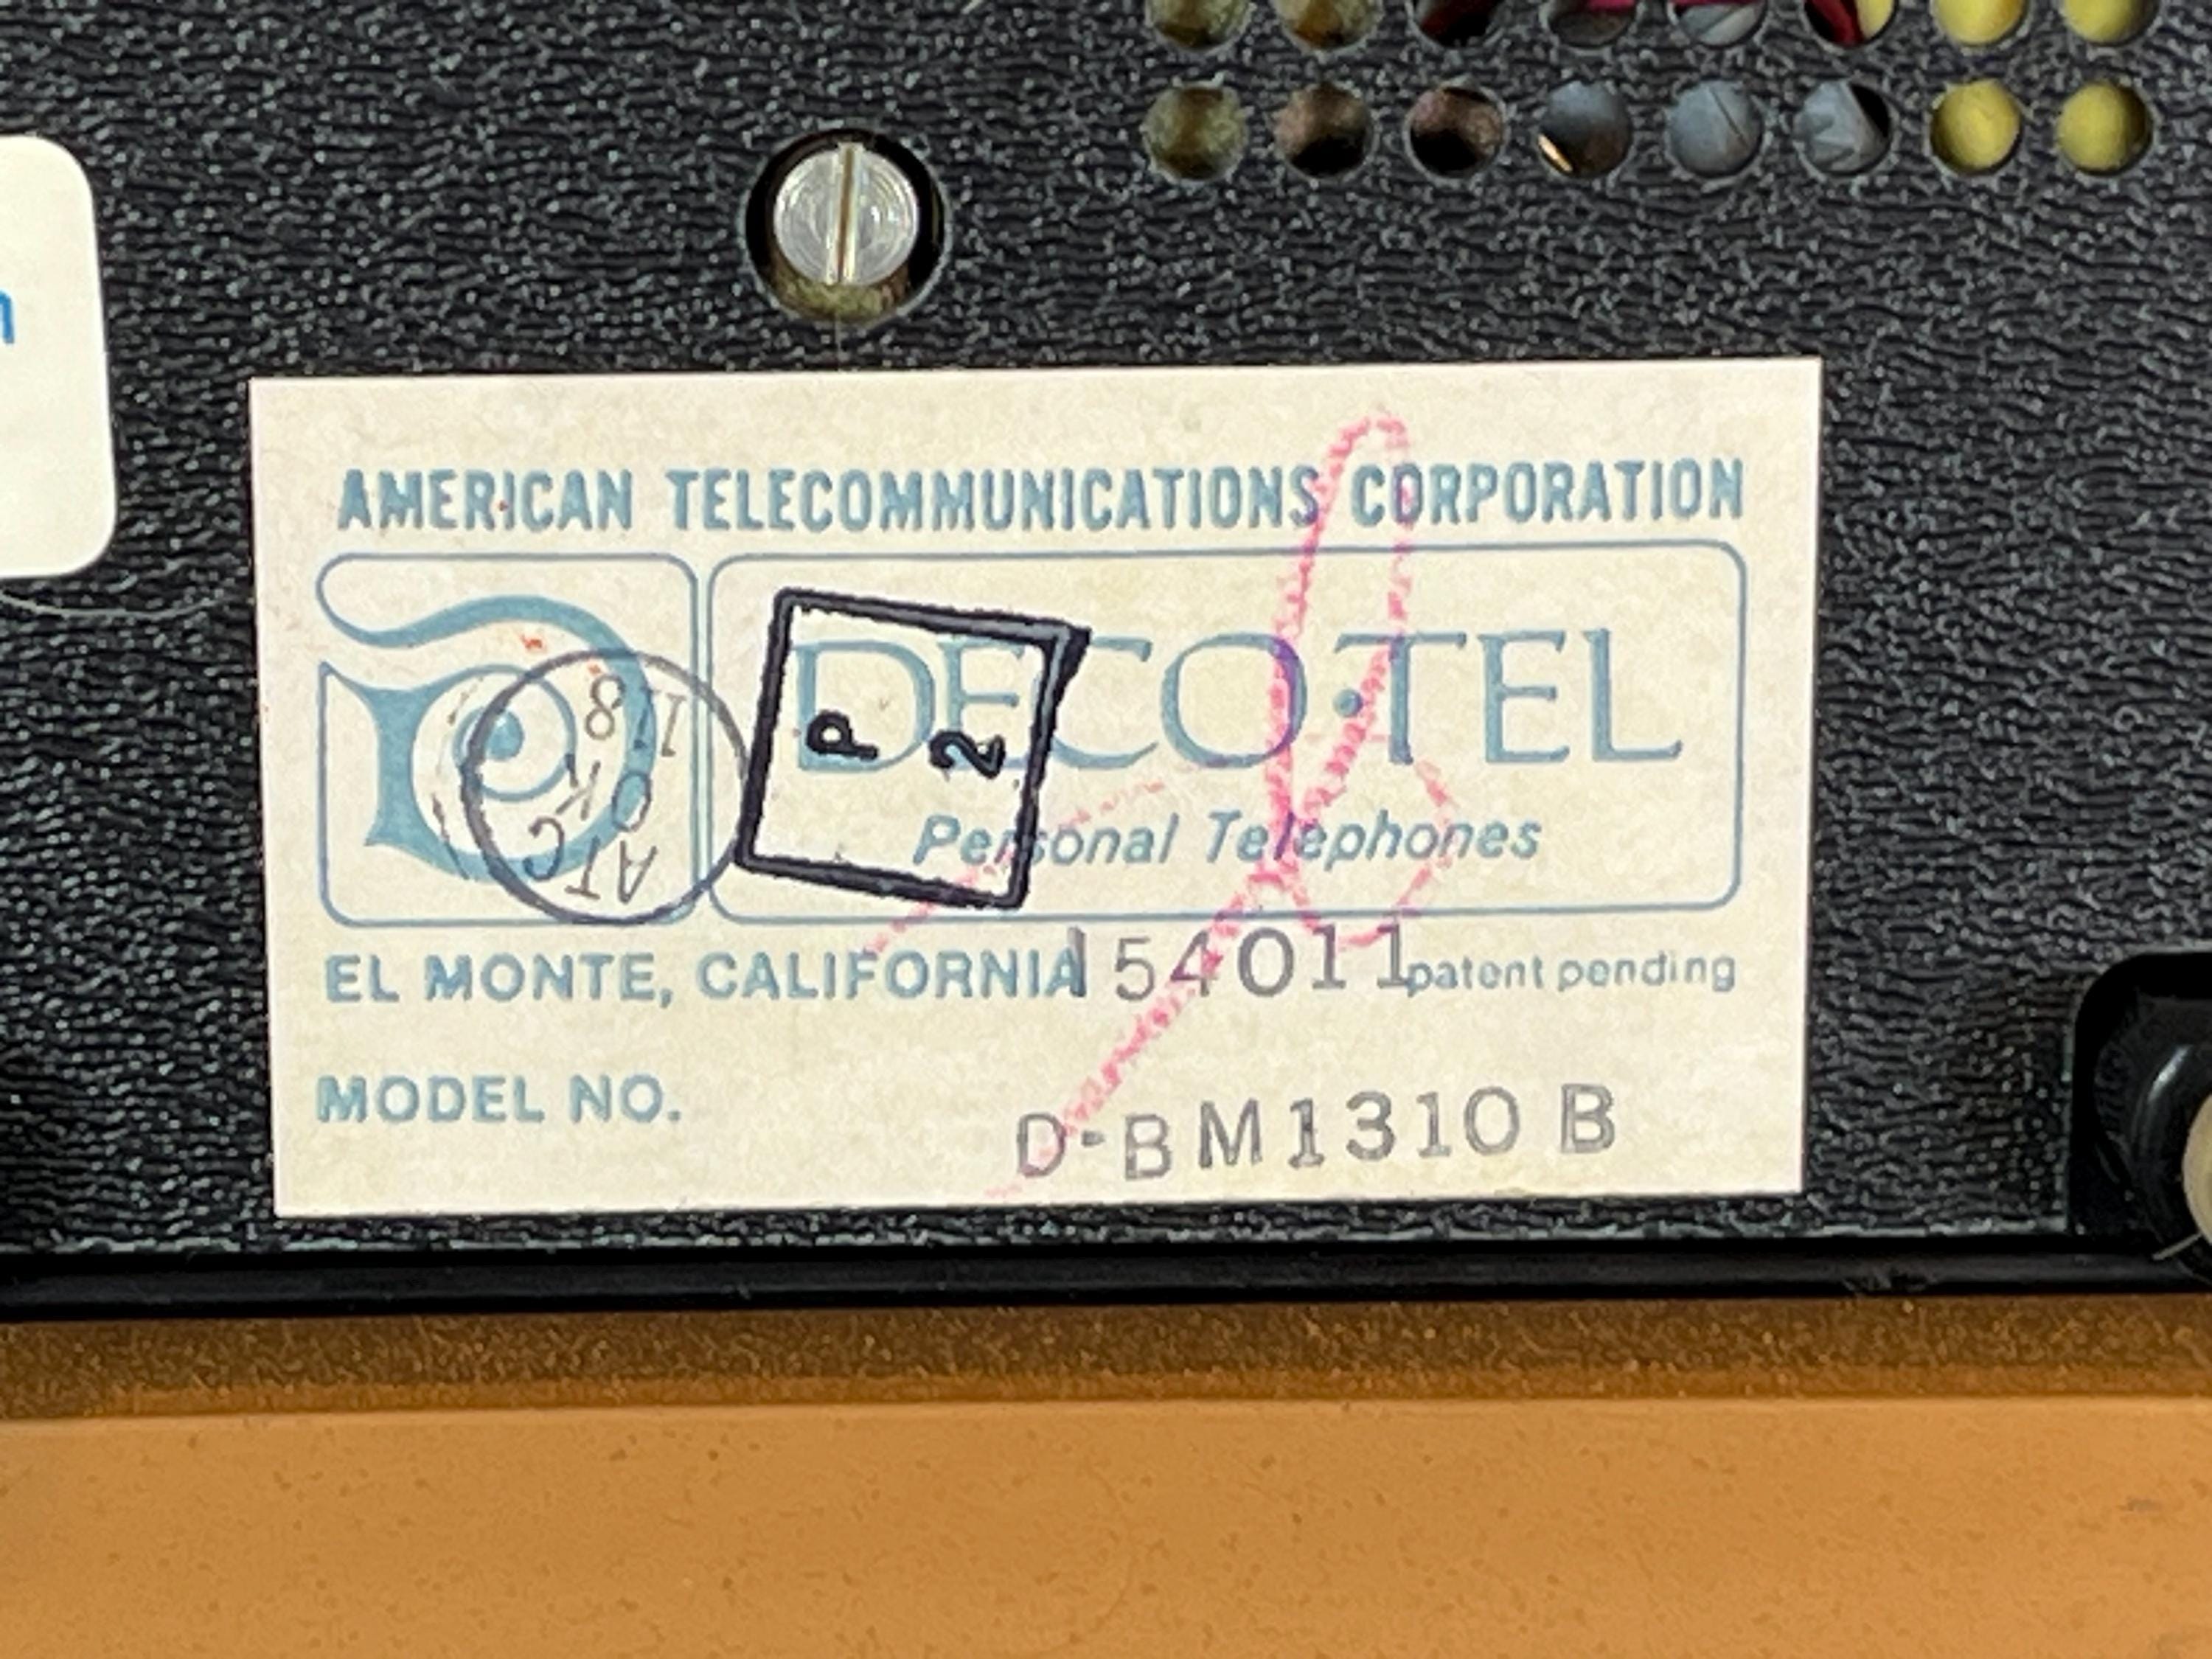 AMERICAN TELECOMMUNICATIONS CORPORATION
DECO·TEL
Personal Telephones
P
2
ATC
OK
EL MONTE, CALIFORNIA 154011 patent pending
MODEL NO. D-BM1310 B